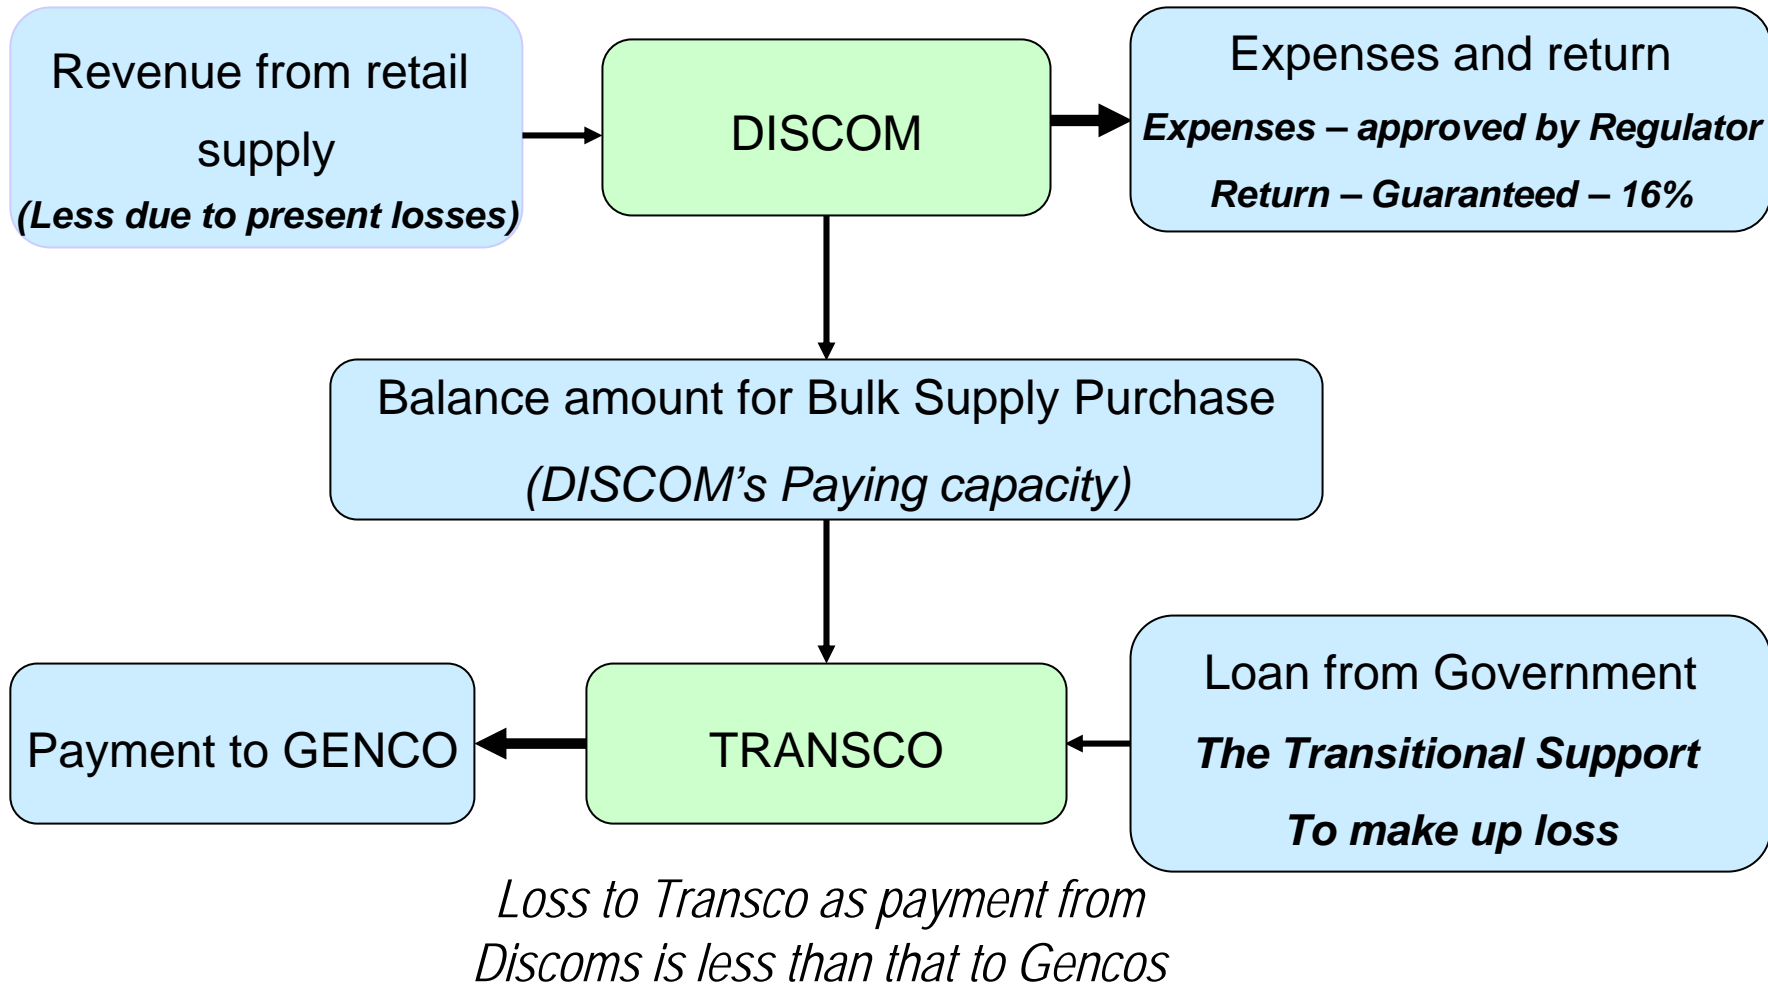 Revenue from retail
supply
(Less due to present losses)
DISCOM
Expenses and return
Expenses – approved by Regulator
Return – Guaranteed – 16%
Balance amount for Bulk Supply Purchase
(DISCOM’s Paying capacity)
Payment to GENCO
TRANSCO
Loan from Government
The Transitional Support
To make up loss
Loss to Transco as payment from
Discoms is less than that to Gencos